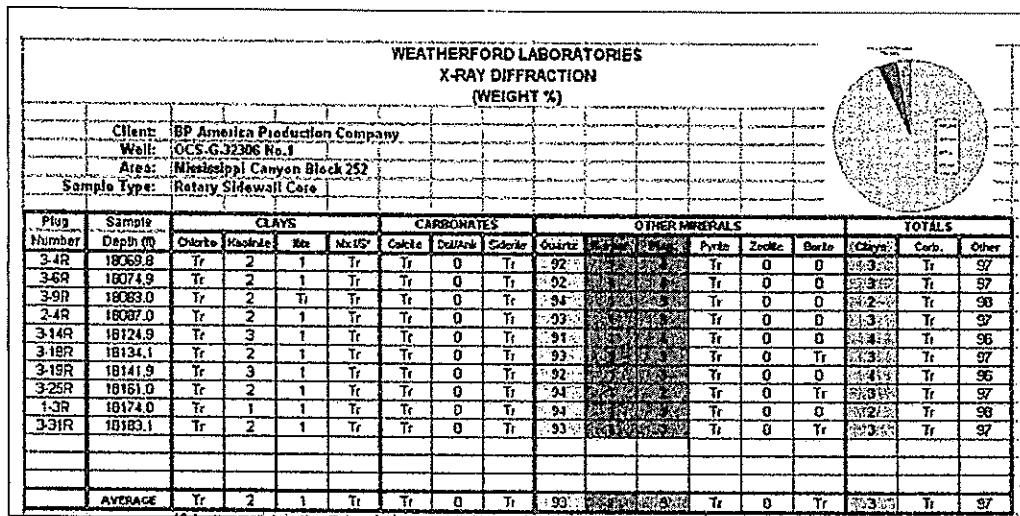 WEATHERFORD LABORATORIES
X-RAY DIFFRACTION
(WEIGHT %)
Client: BP America Production Company
Well: OCS-G-32306 No.1
Area: Mississippi Canyon Block 252
Sample Type: Rotary Sidewall Core
Plug Sample CLAYS CARBONATES OTHER MINERALS TOTALS
Number Depth (ft) Chlorite Kaolinite Illite Mx I/S* Calcite Dol/Ank Siderite Quartz Pyrite Zeolite Barite Clays Carb. Other
3-4R 18069.8 Tr 2 1 Tr Tr 0 Tr 92 Tr 0 0 3 Tr 97
3-6R 18074.9 Tr 2 1 Tr Tr 0 Tr 92 Tr 0 0 3 Tr 97
3-9R 18083.0 Tr 2 Tr Tr Tr 0 Tr 94 Tr 0 0 2 Tr 98
2-4R 18087.0 Tr 2 1 Tr Tr 0 Tr 93 Tr 0 0 3 Tr 97
3-14R 18124.9 Tr 3 1 Tr Tr 0 Tr 91 Tr 0 0 4 Tr 96
3-18R 18134.1 Tr 2 1 Tr Tr 0 Tr 93 Tr 0 Tr 3 Tr 97
3-19R 18141.9 Tr 3 1 Tr Tr 0 Tr 92 Tr 0 0 4 Tr 96
3-25R 18161.0 Tr 2 1 Tr Tr 0 Tr 94 Tr 0 Tr 3 Tr 97
1-3R 18174.0 Tr 1 1 Tr Tr 0 Tr 94 Tr 0 0 2 Tr 98
3-31R 18183.1 Tr 2 1 Tr Tr 0 Tr 93 Tr 0 Tr 3 Tr 97
AVERAGE Tr 2 1 Tr Tr 0 Tr 93 Tr 0 Tr 3 Tr 97